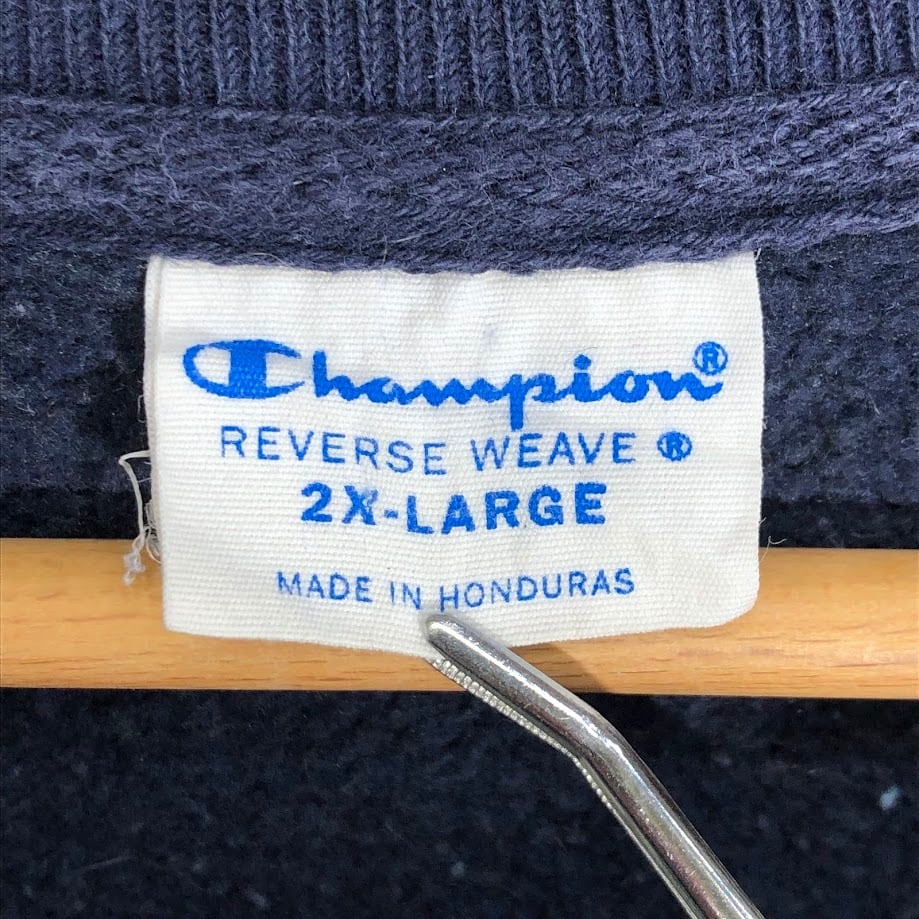 Champion®
REVERSE WEAVE ®
2X-LARGE
MADE IN HONDURAS